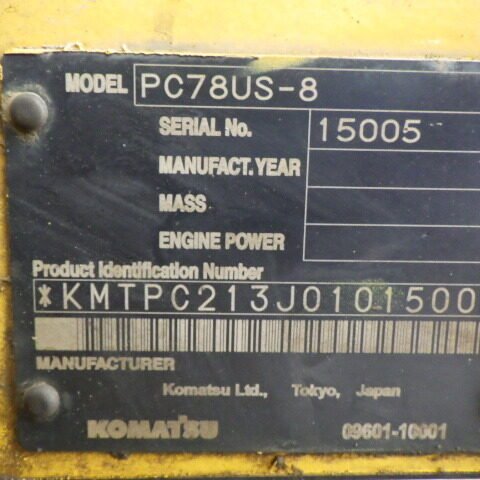 MODEL PC78US-8
SERIAL No. 15005
MANUFACT.YEAR
MASS
ENGINE POWER
Product Identification Number
*KMTPC213J0101500
MANUFACTURER
Komatsu Ltd., Tokyo, Japan
KOMATSU 09601-10001